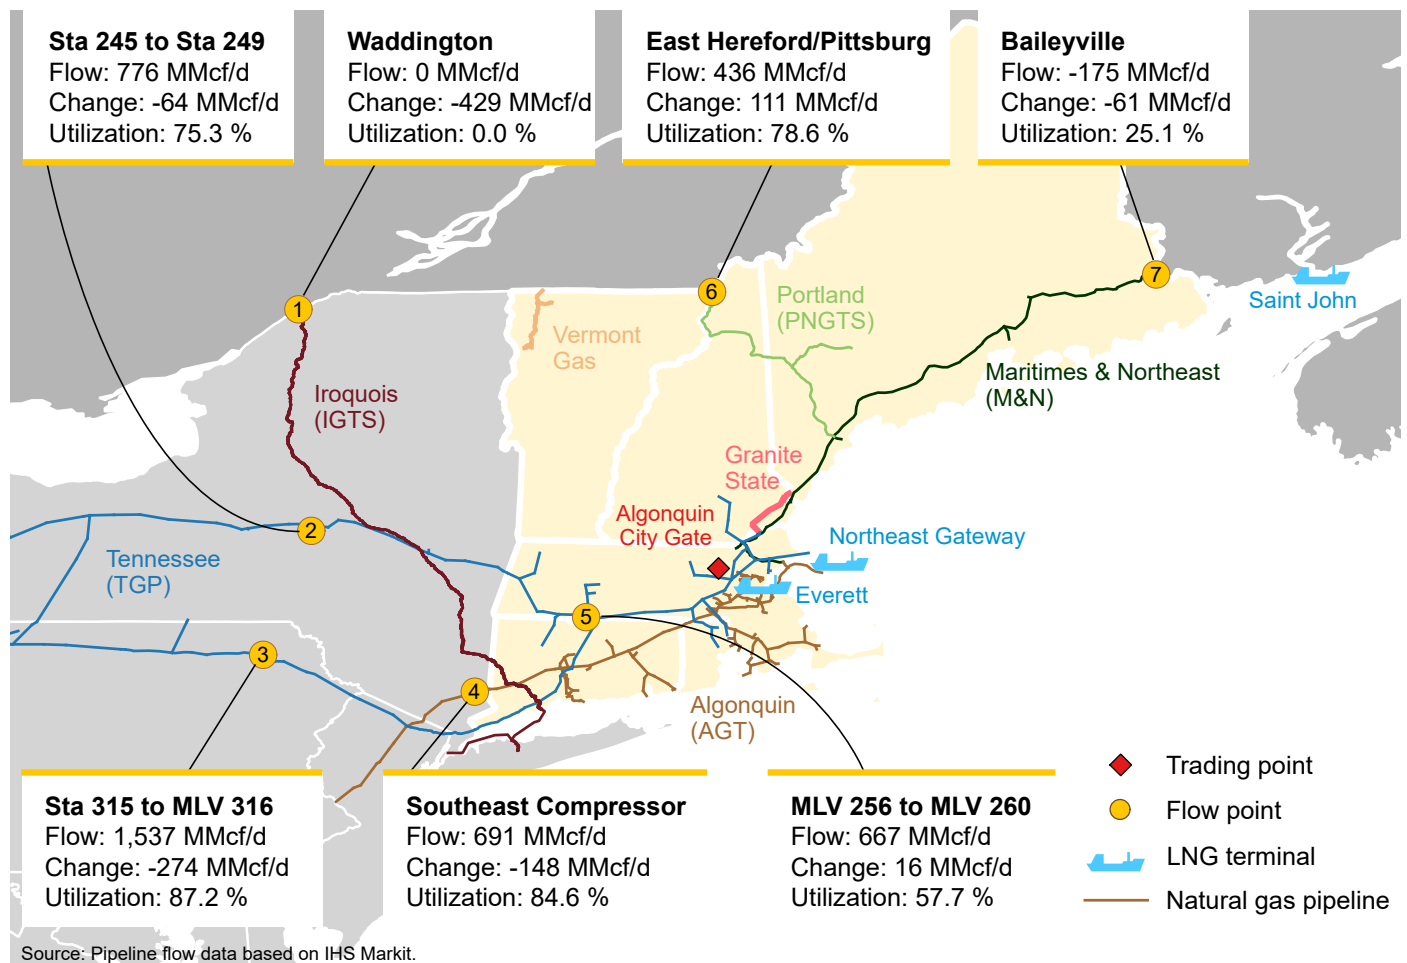 Sta 245 to Sta 249
Flow: 776 MMcf/d
Change: -64 MMcf/d
Utilization: 75.3 %
Waddington
Flow: 0 MMcf/d
Change: -429 MMcf/d
Utilization: 0.0 %
East Hereford/Pittsburg
Flow: 436 MMcf/d
Change: 111 MMcf/d
Utilization: 78.6 %
Baileyville
Flow: -175 MMcf/d
Change: -61 MMcf/d
Utilization: 25.1 %
1
6
7
Saint John
Portland
(PNGTS)
Vermont
Gas
Iroquois
(IGTS)
Maritimes & Northeast
(M&N)
Granite
State
Algonquin
City Gate
2
Northeast Gateway
Tennessee
(TGP)
Everett
5
3
4
Algonquin
(AGT)
Sta 315 to MLV 316
Flow: 1,537 MMcf/d
Change: -274 MMcf/d
Utilization: 87.2 %
Southeast Compressor
Flow: 691 MMcf/d
Change: -148 MMcf/d
Utilization: 84.6 %
MLV 256 to MLV 260
Flow: 667 MMcf/d
Change: 16 MMcf/d
Utilization: 57.7 %
Trading point
Flow point
LNG terminal
Natural gas pipeline
Source: Pipeline flow data based on IHS Markit.